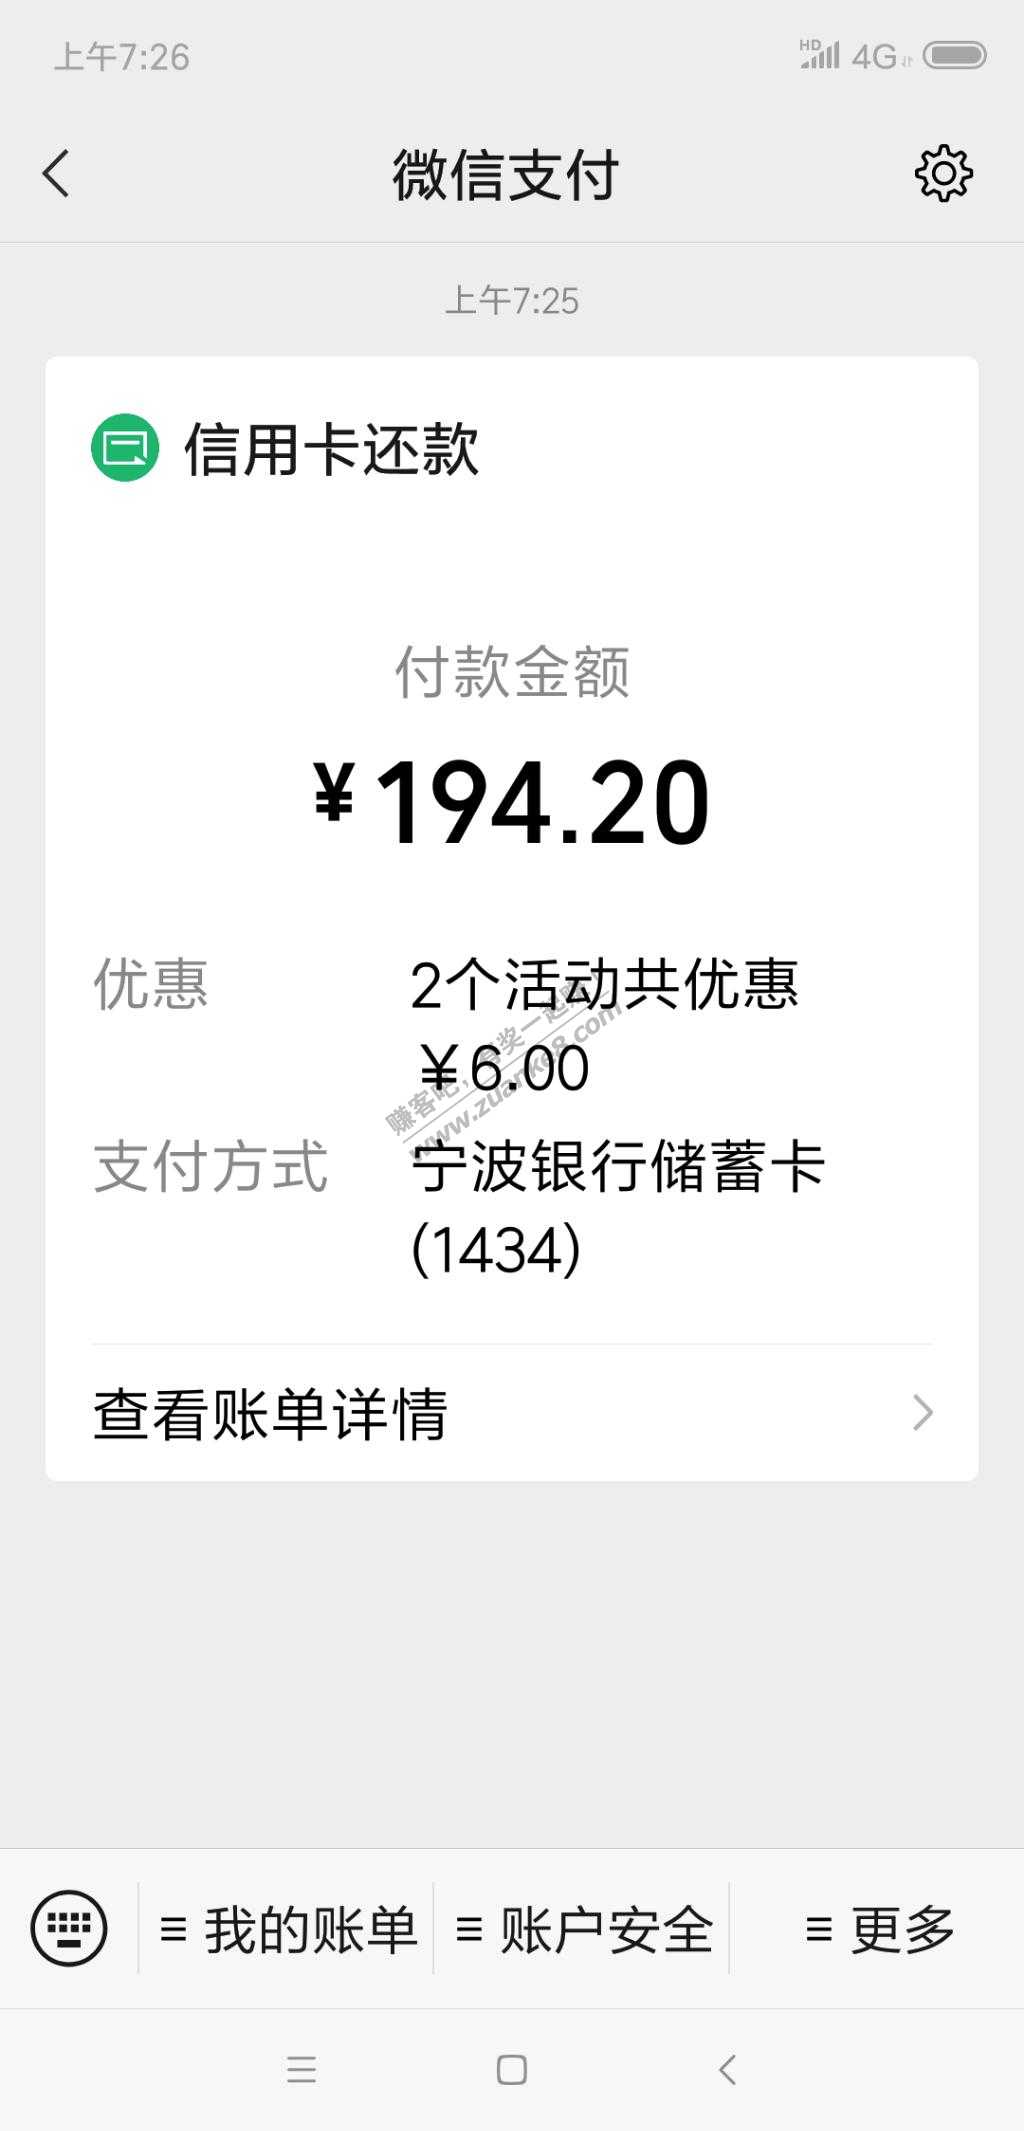 上午7:26
HD 4G
微信支付
上午7:25
信用卡还款
付款金额
¥194.20
优惠 2个活动共优惠
¥6.00
赚客吧,有奖一起赚!
www.zuanke8.com
支付方式 宁波银行储蓄卡
(1434)
查看账单详情
我的账单 账户安全 更多